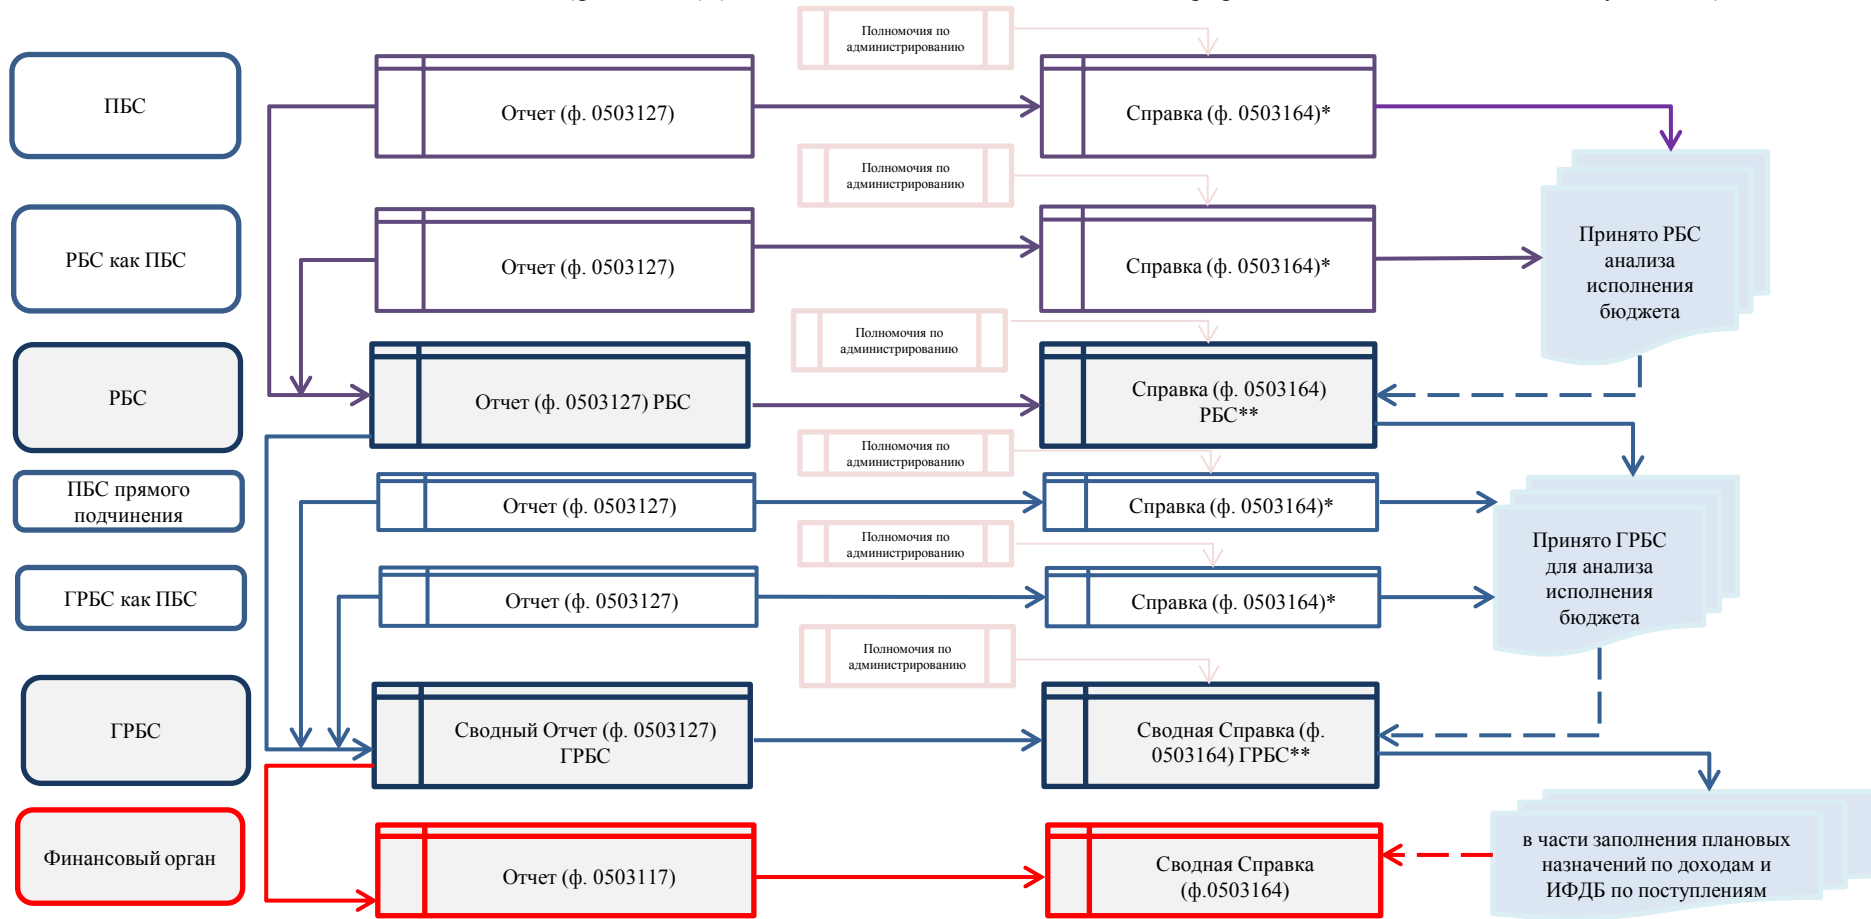 Полномочия по
администрированию
ПБС
Отчет (ф. 0503127)
Справка (ф. 0503164)*
Полномочия по
администрированию
РБС как ПБС
Отчет (ф. 0503127)
Справка (ф. 0503164)*
Принято РБС
анализа
исполнения
бюджета
Полномочия по
администрированию
РБС
Отчет (ф. 0503127) РБС
Справка (ф. 0503164)
РБС**
Полномочия по
администрированию
ПБС прямого
подчинения
Отчет (ф. 0503127)
Справка (ф. 0503164)*
Принято ГРБС
для анализа
исполнения
бюджета
Полномочия по
администрированию
ГРБС как ПБС
Отчет (ф. 0503127)
Справка (ф. 0503164)*
Полномочия по
администрированию
ГРБС
Сводный Отчет (ф. 0503127)
ГРБС
Сводная Справка (ф.
0503164) ГРБС**
Финансовый орган
Отчет (ф. 0503117)
Сводная Справка
(ф.0503164)
в части заполнения плановых
назначений по доходам и
ИФДБ по поступлениям